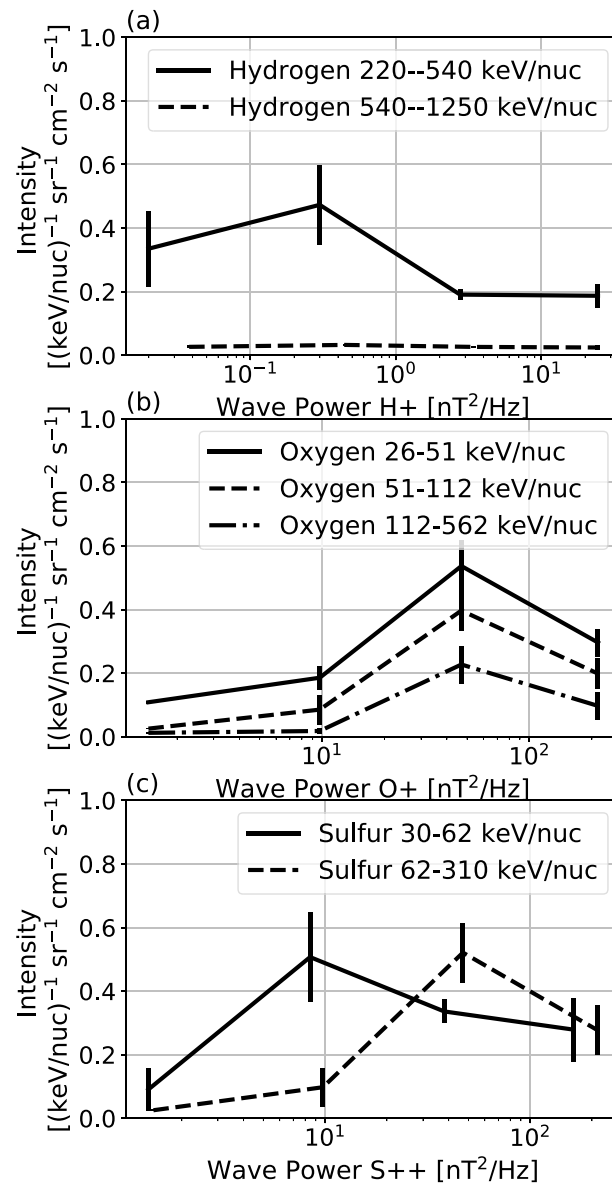 (a)
1.0
0.8
0.6
0.4
0.2
0.0
Intensity
[(keV/nuc)⁻¹ sr⁻¹ cm⁻² s⁻¹]
Hydrogen 220--540 keV/nuc
Hydrogen 540--1250 keV/nuc
10⁻¹ 10⁰ 10¹
Wave Power H+ [nT²/Hz]
(b)
1.0
0.8
0.6
0.4
0.2
0.0
Intensity
[(keV/nuc)⁻¹ sr⁻¹ cm⁻² s⁻¹]
Oxygen 26-51 keV/nuc
Oxygen 51-112 keV/nuc
Oxygen 112-562 keV/nuc
10¹ 10²
Wave Power O+ [nT²/Hz]
(c)
1.0
0.8
0.6
0.4
0.2
0.0
Intensity
[(keV/nuc)⁻¹ sr⁻¹ cm⁻² s⁻¹]
Sulfur 30-62 keV/nuc
Sulfur 62-310 keV/nuc
10¹ 10²
Wave Power S++ [nT²/Hz]